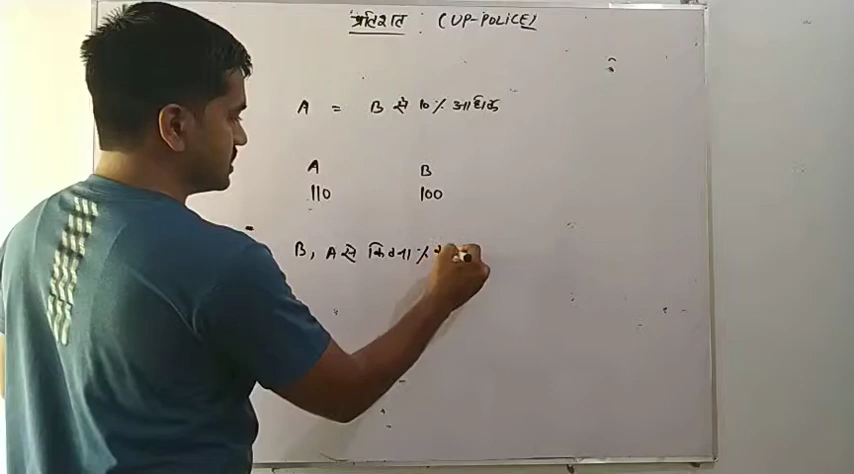 प्रतिशत : (UP-POLICE)
A = B से 10% अधिक
A B
110 100
B, A से कितना %